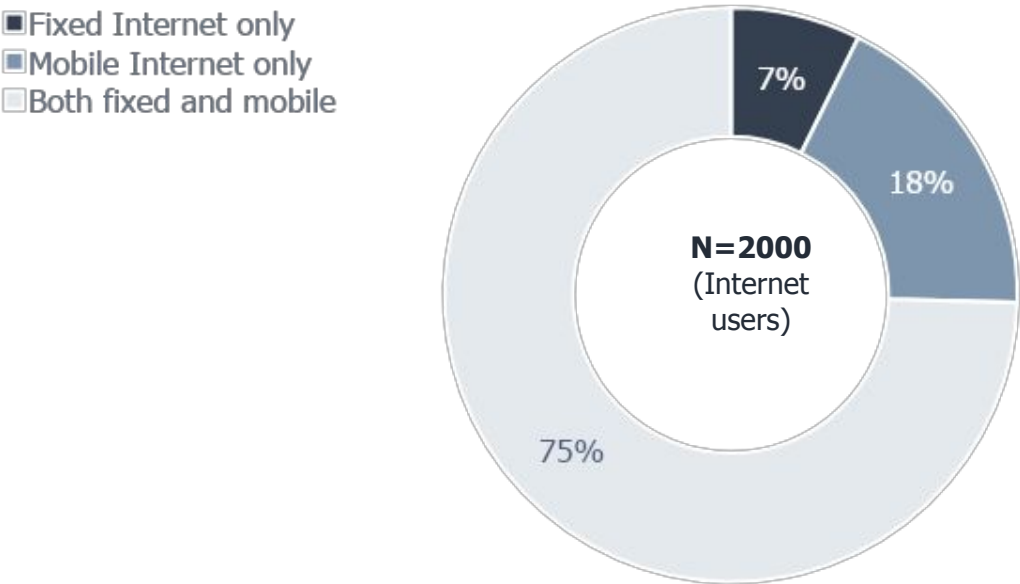 Fixed Internet only
Mobile Internet only
Both fixed and mobile
7%
18%
N=2000
(Internet
users)
75%